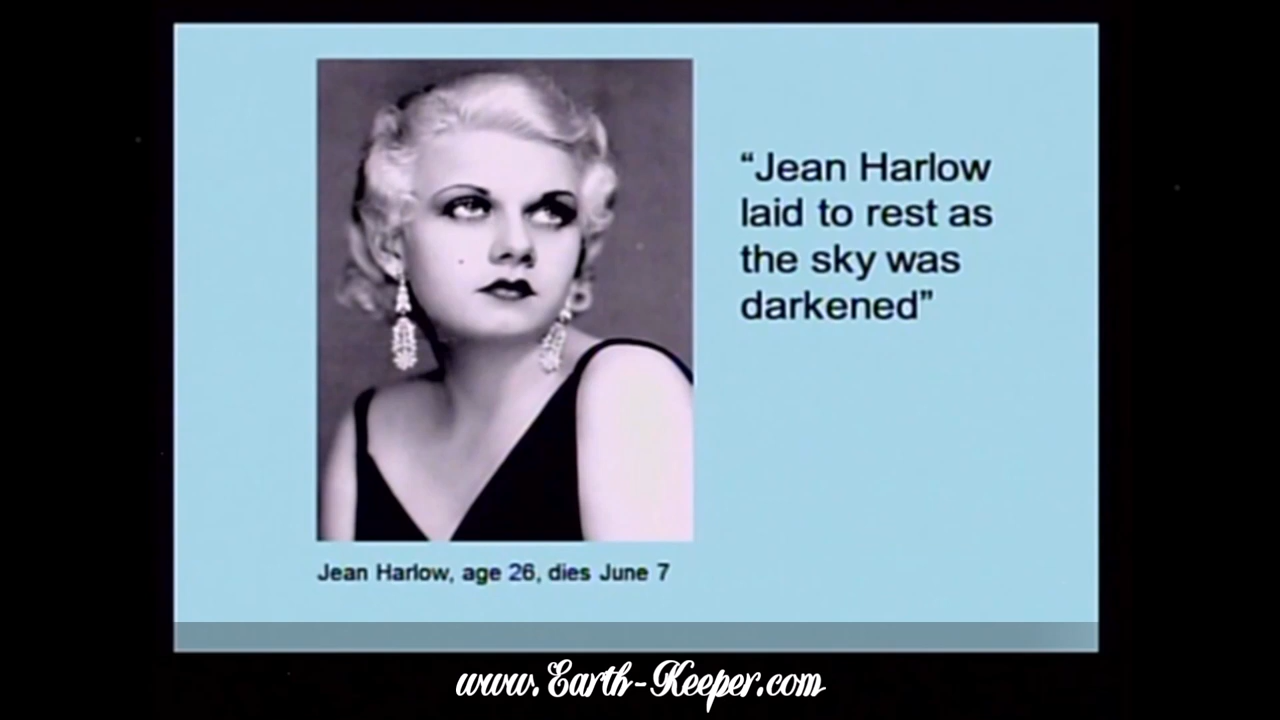 “Jean Harlow
laid to rest as
the sky was
darkened”
Jean Harlow, age 26, dies June 7
www.Earth-Keeper.com